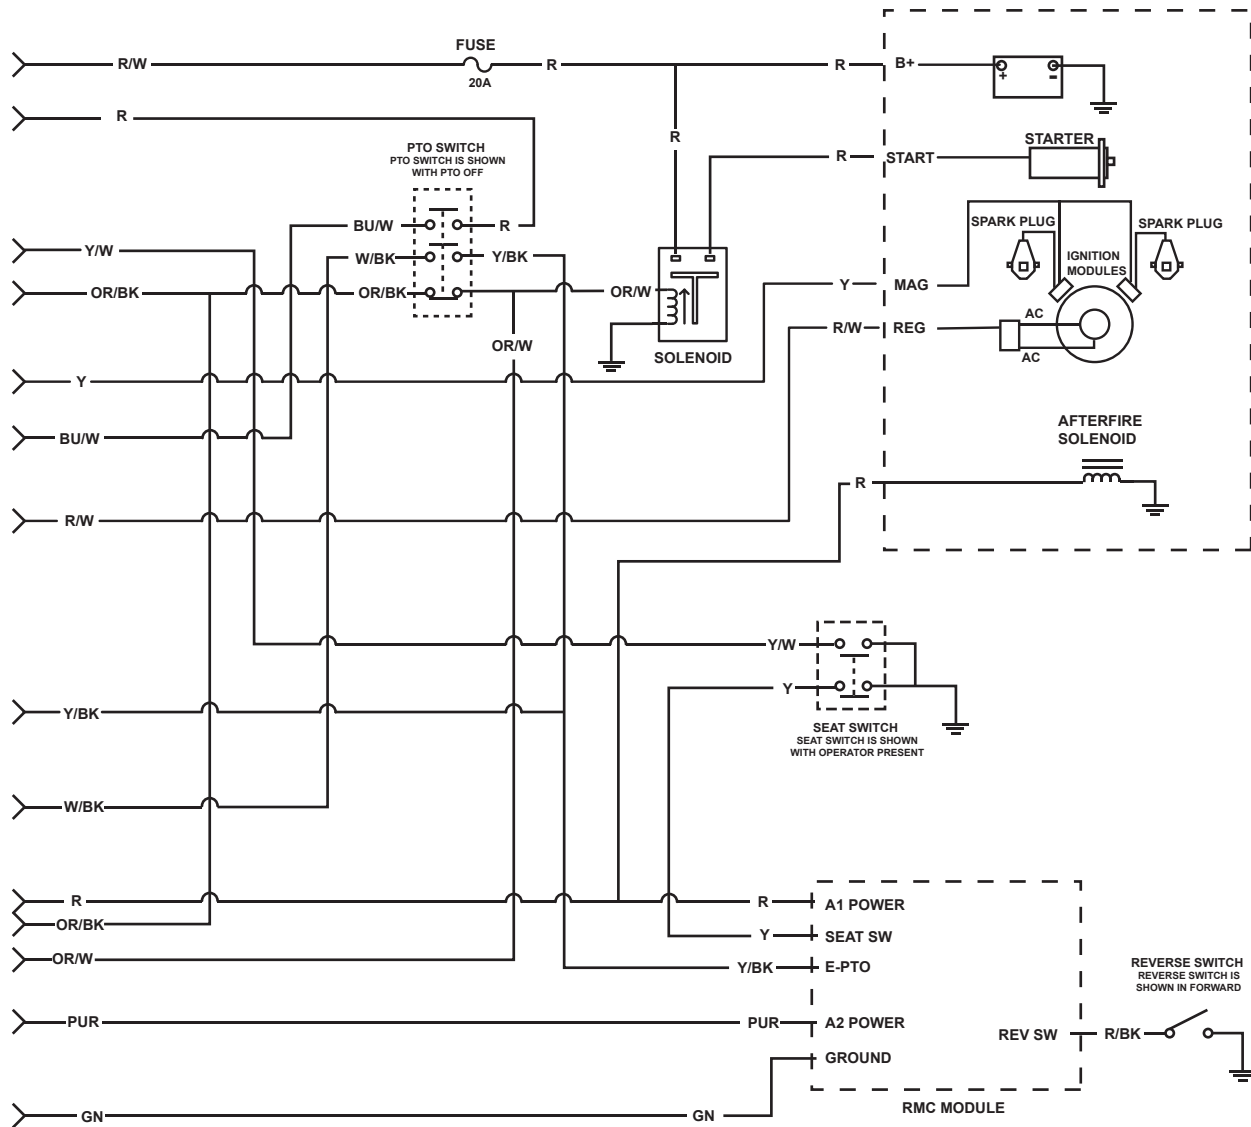 FUSE
R/W
R
R
B+
20A
+
-
R
R
PTO SWITCH
PTO SWITCH IS SHOWN
WITH PTO OFF
STARTER
R
START
BU/W
R
SPARK PLUG
SPARK PLUG
Y/W
W/BK
Y/BK
IGNITION
MODULES
OR/BK
OR/BK
OR/W
Y
MAG
R/W
REG
AC
AC
OR/W
SOLENOID
Y
BU/W
AFTERFIRE
SOLENOID
R
R/W
Y/W
Y
SEAT SWITCH
SEAT SWITCH IS SHOWN
WITH OPERATOR PRESENT
Y/BK
W/BK
R
R
A1 POWER
OR/BK
Y
SEAT SW
OR/W
Y/BK
E-PTO
REVERSE SWITCH
REVERSE SWITCH IS
SHOWN IN FORWARD
PUR
PUR
A2 POWER
REV SW
R/BK
GROUND
GN
GN
RMC MODULE